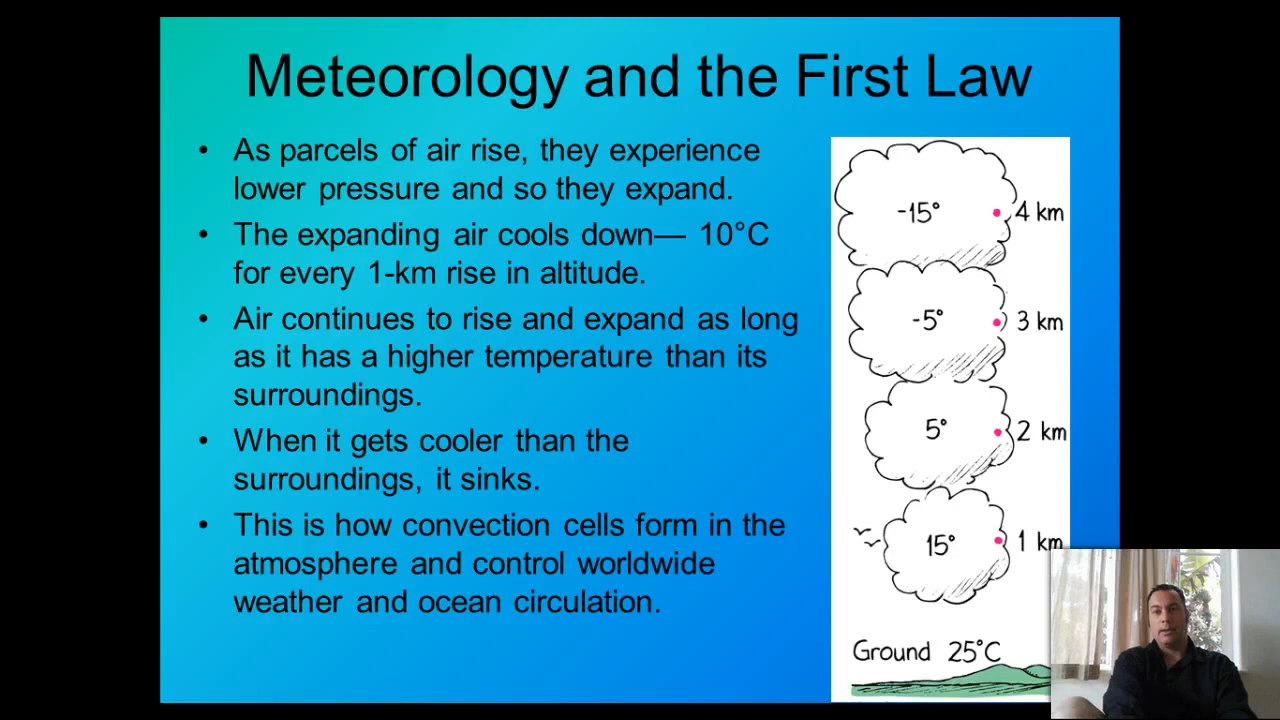 Meteorology and the First Law
• As parcels of air rise, they experience
lower pressure and so they expand.
• The expanding air cools down— 10°C
for every 1-km rise in altitude.
• Air continues to rise and expand as long
as it has a higher temperature than its
surroundings.
• When it gets cooler than the
surroundings, it sinks.
• This is how convection cells form in the
atmosphere and control worldwide
weather and ocean circulation.
-15° 4 km
-5° 3 km
5° 2 km
15° 1 km
Ground 25°C